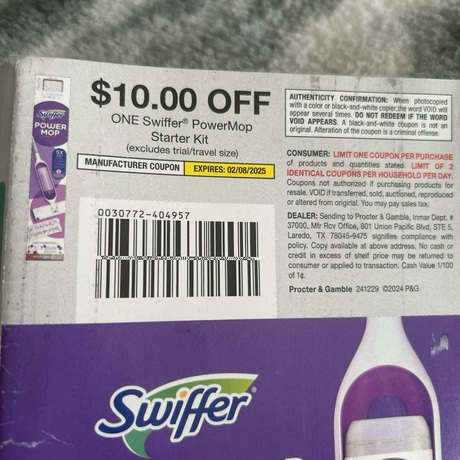 $10.00 OFF
ONE Swiffer® PowerMop
Starter Kit
(excludes trial/travel size)
MANUFACTURER COUPON
EXPIRES: 02/08/2025
0030772-404957
Swiffer
POWER
MOP
AUTHENTICITY CONFIRMATION: When photocopied
with a color or black-and-white copier, the word VOID will
appear several times. DO NOT REDEEM IF THE WORD
VOID APPEARS. A black-and-white coupon is not an
original. Alteration of the coupon is a criminal offense.
CONSUMER: LIMIT ONE COUPON PER PURCHASE
of products and quantities stated. LIMIT OF 2
IDENTICAL COUPONS PER HOUSEHOLD PER DAY.
Coupons not authorized if purchasing products for
resale. VOID if transferred, sold, auctioned, reproduced
or altered from original. You may pay sales tax.
DEALER: Sending to Procter & Gamble, Inmar Dept. #
37000, Mfr Rcv Office, 801 Union Pacific Blvd, STE 5,
Laredo, TX 78045-9475 signifies compliance with
policy. Copy available at above address. No cash or
credit in excess of shelf price may be returned to
consumer or applied to transaction. Cash Value 1/100
of 1¢.
Procter & Gamble 241229 ©2024 P&G
Swiffer®